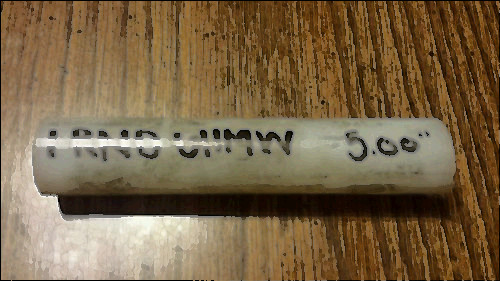 1 RND UHMW 5.00"